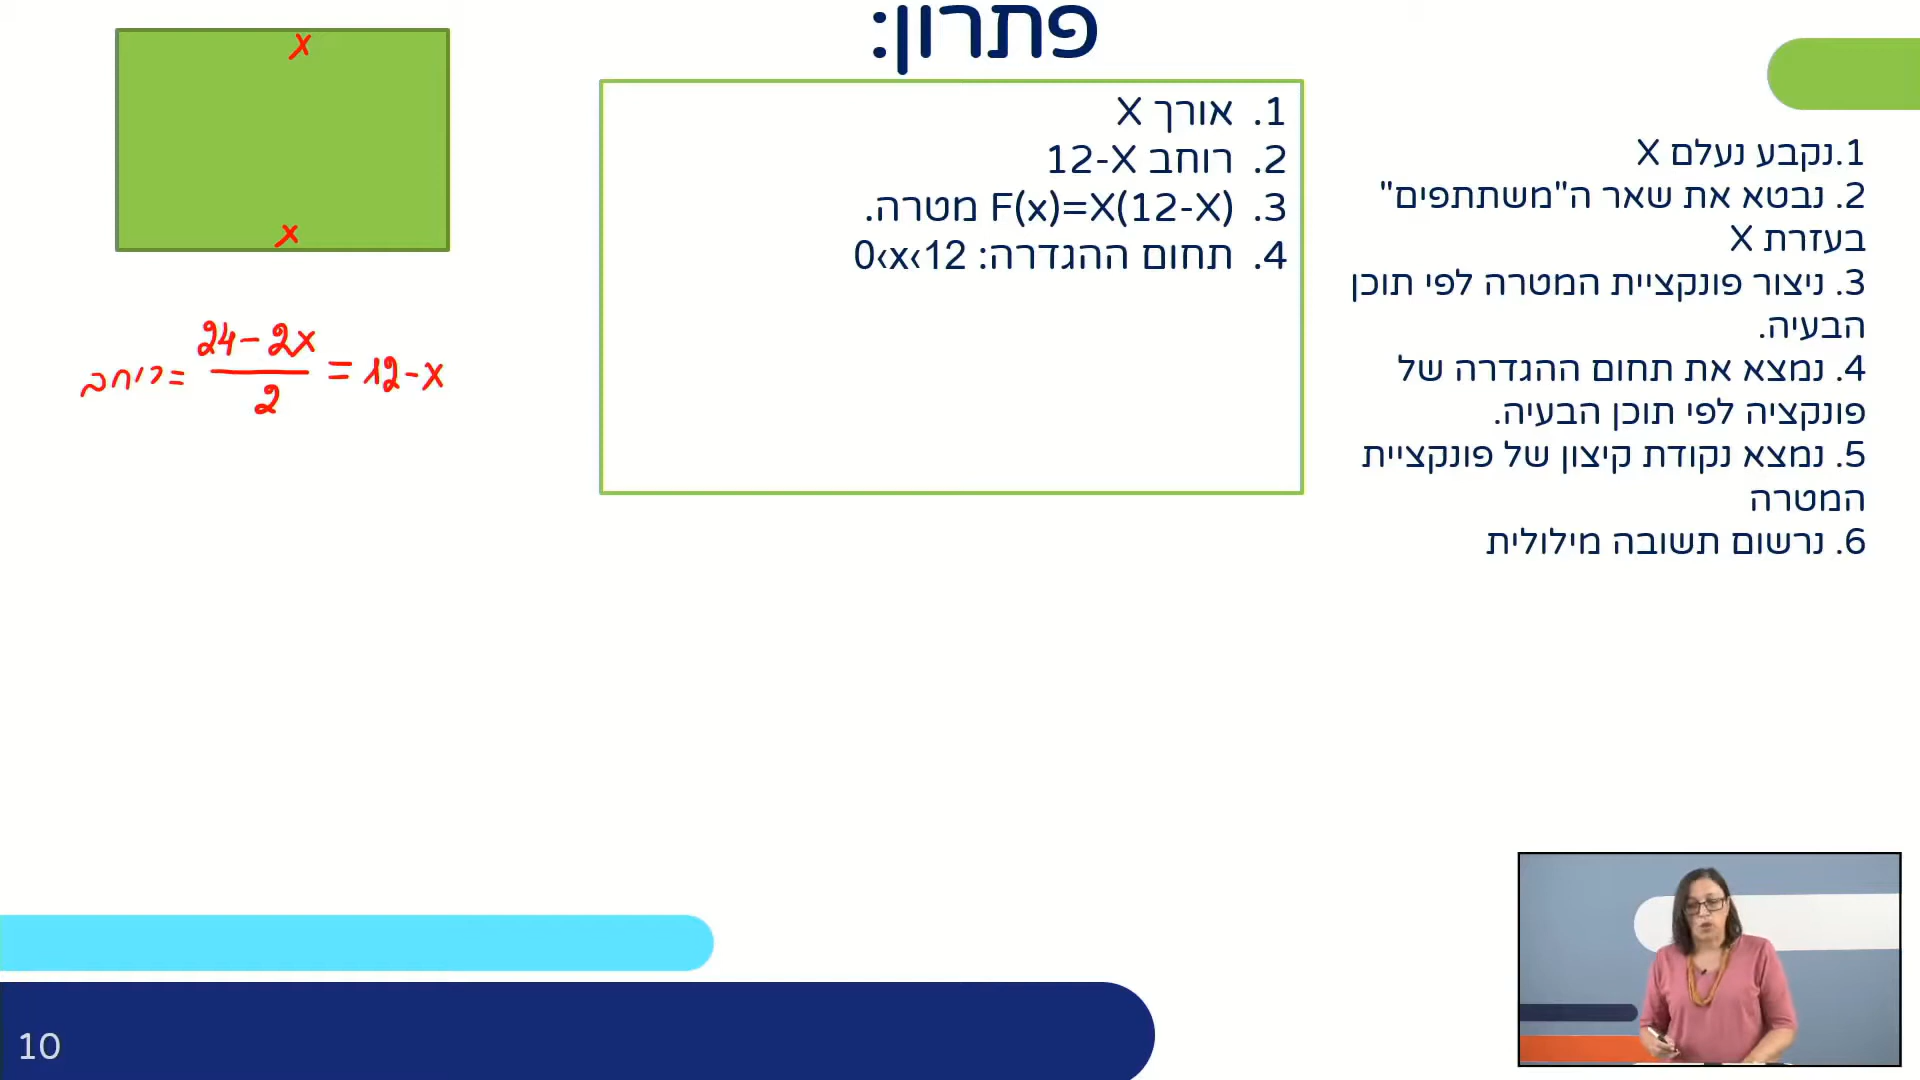 פתרון:
1. אורך X
2. רוחב 12-X
3. F(x)=X(12-X) מטרה.
4. תחום ההגדרה: 0‹x‹12
1.נקבע נעלם X
2. נבטא את שאר ה"משתתפים"
בעזרת X
3. ניצור פונקציית המטרה לפי תוכן
הבעיה.
4. נמצא את תחום ההגדרה של
פונקציה לפי תוכן הבעיה.
5. נמצא נקודת קיצון של פונקציית
המטרה
6. נרשום תשובה מילולית
x
x
רוחב = (24-2x)/2 = 12-x
10